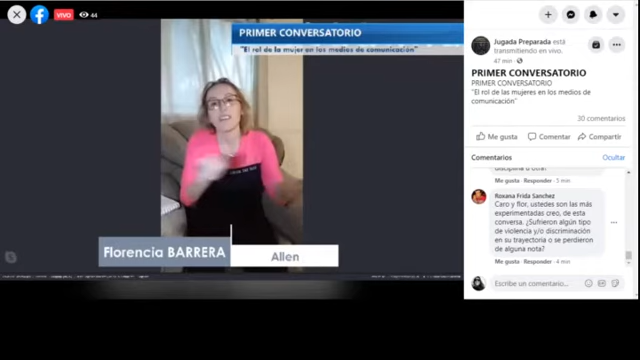 VIVO
44
PRIMER CONVERSATORIO
"El rol de la mujer en los medios de comunicación"
Florencia BARRERA
Allen
Jugada Preparada está
transmitiendo en vivo.
47 min
PRIMER CONVERSATORIO
PRIMER CONVERSATORIO
"El rol de las mujeres en los medios de
comunicación"
30 comentarios
Me gusta
Comentar
Compartir
Comentarios
Ocultar
Me gusta · Responder · 5 min
Roxana Frida Sanchez
Caro y flor, ustedes son las más
experimentadas creo, de esta
conversa. ¿Sufrieron algún tipo
de violencia y/o discriminación
en su trayectoria o se perdieron
de alguna nota?
Me gusta · Responder · 4 min
Escribe un comentario...